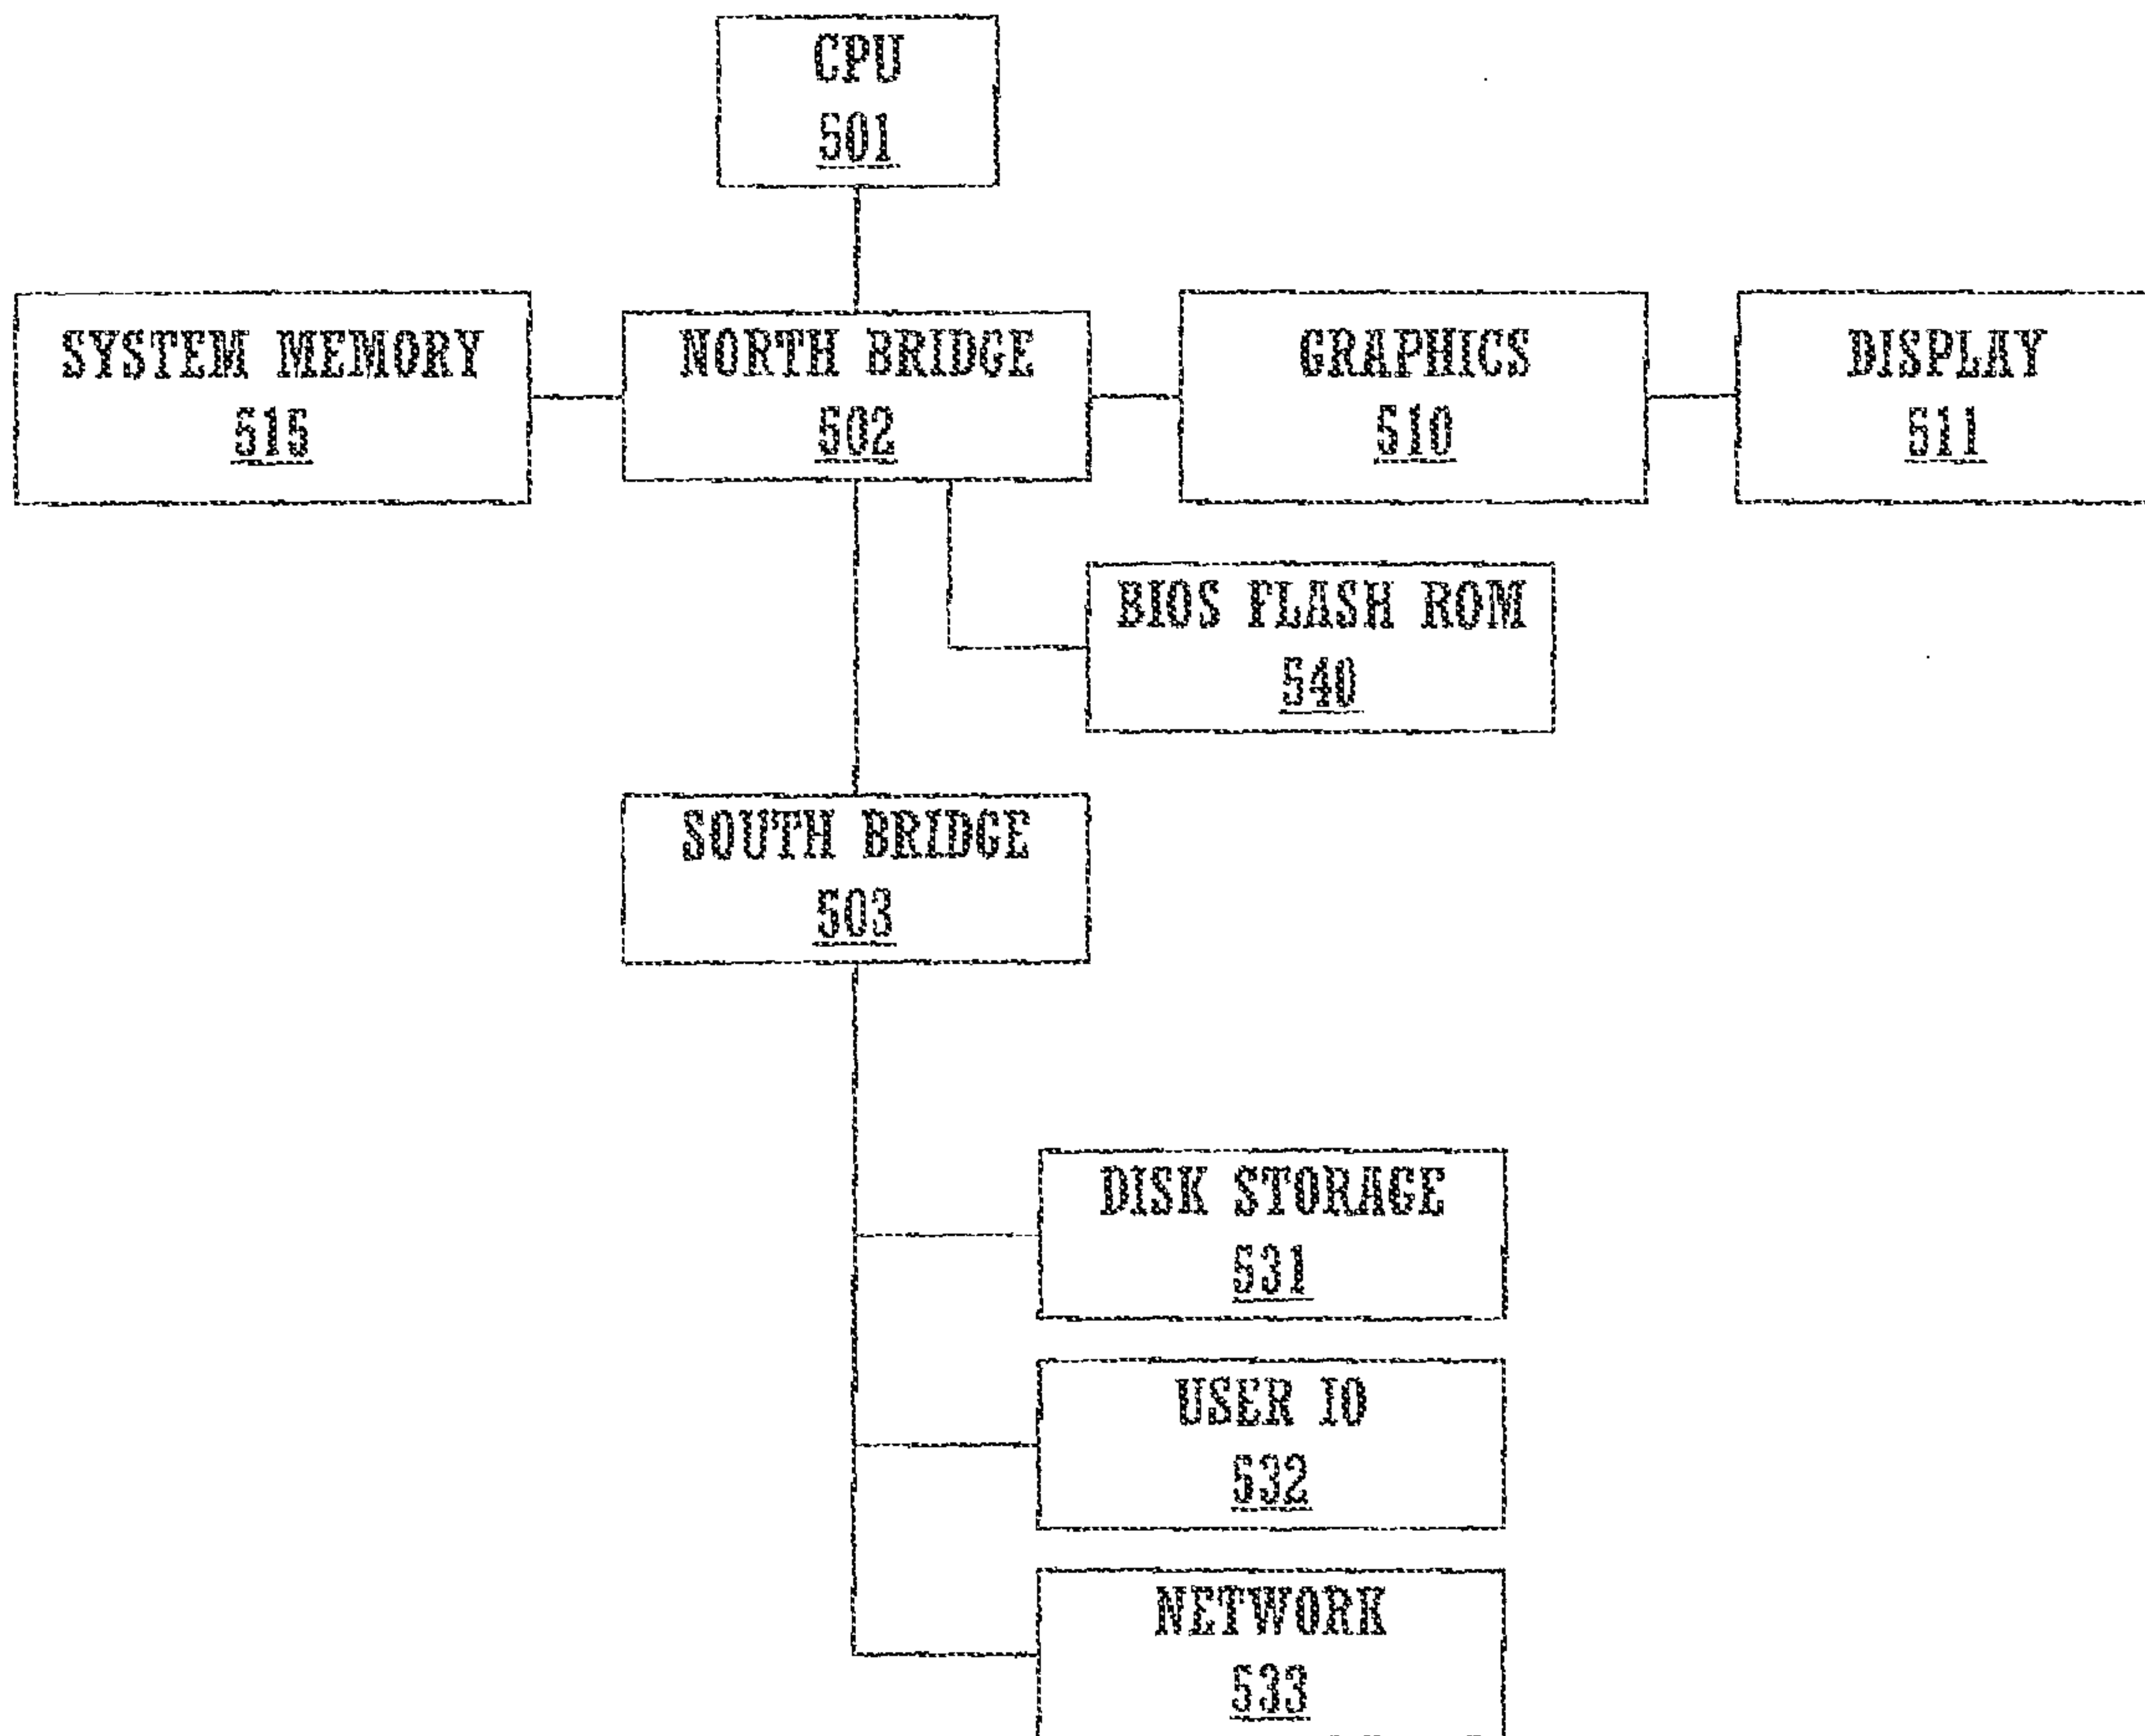 CPU
501
SYSTEM MEMORY
515
NORTH BRIDGE
502
GRAPHICS
510
DISPLAY
511
BIOS FLASH ROM
540
SOUTH BRIDGE
503
DISK STORAGE
531
USER IO
532
NETWORK
533